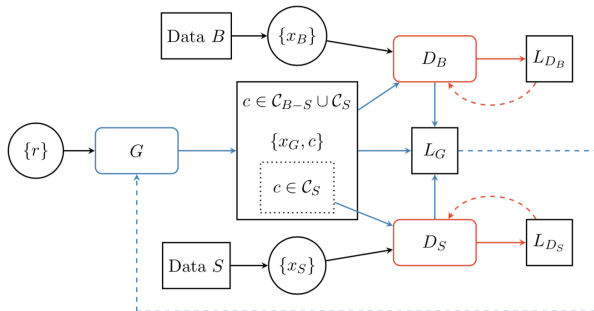 Data B
{x_B}
D_B
L_{D_B}
c ∈ C_{B−S} ∪ C_S
{r}
G
{x_G, c}
L_G
c ∈ C_S
Data S
{x_S}
D_S
L_{D_S}